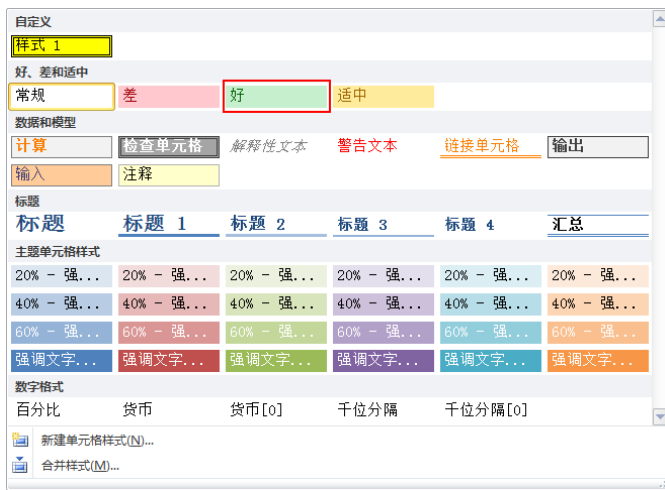 自定义
样式 1
好、差和适中
常规 差 好 适中
数据和模型
计算 检查单元格 解释性文本 警告文本 链接单元格 输出
输入 注释
标题
标题 标题 1 标题 2 标题 3 标题 4 汇总
主题单元格样式
20% - 强... 20% - 强... 20% - 强... 20% - 强... 20% - 强... 20% - 强...
40% - 强... 40% - 强... 40% - 强... 40% - 强... 40% - 强... 40% - 强...
60% - 强... 60% - 强... 60% - 强... 60% - 强... 60% - 强... 60% - 强...
强调文字... 强调文字... 强调文字... 强调文字... 强调文字... 强调文字...
数字格式
百分比 货币 货币[0] 千位分隔 千位分隔[0]
新建单元格样式(N)...
合并样式(M)...